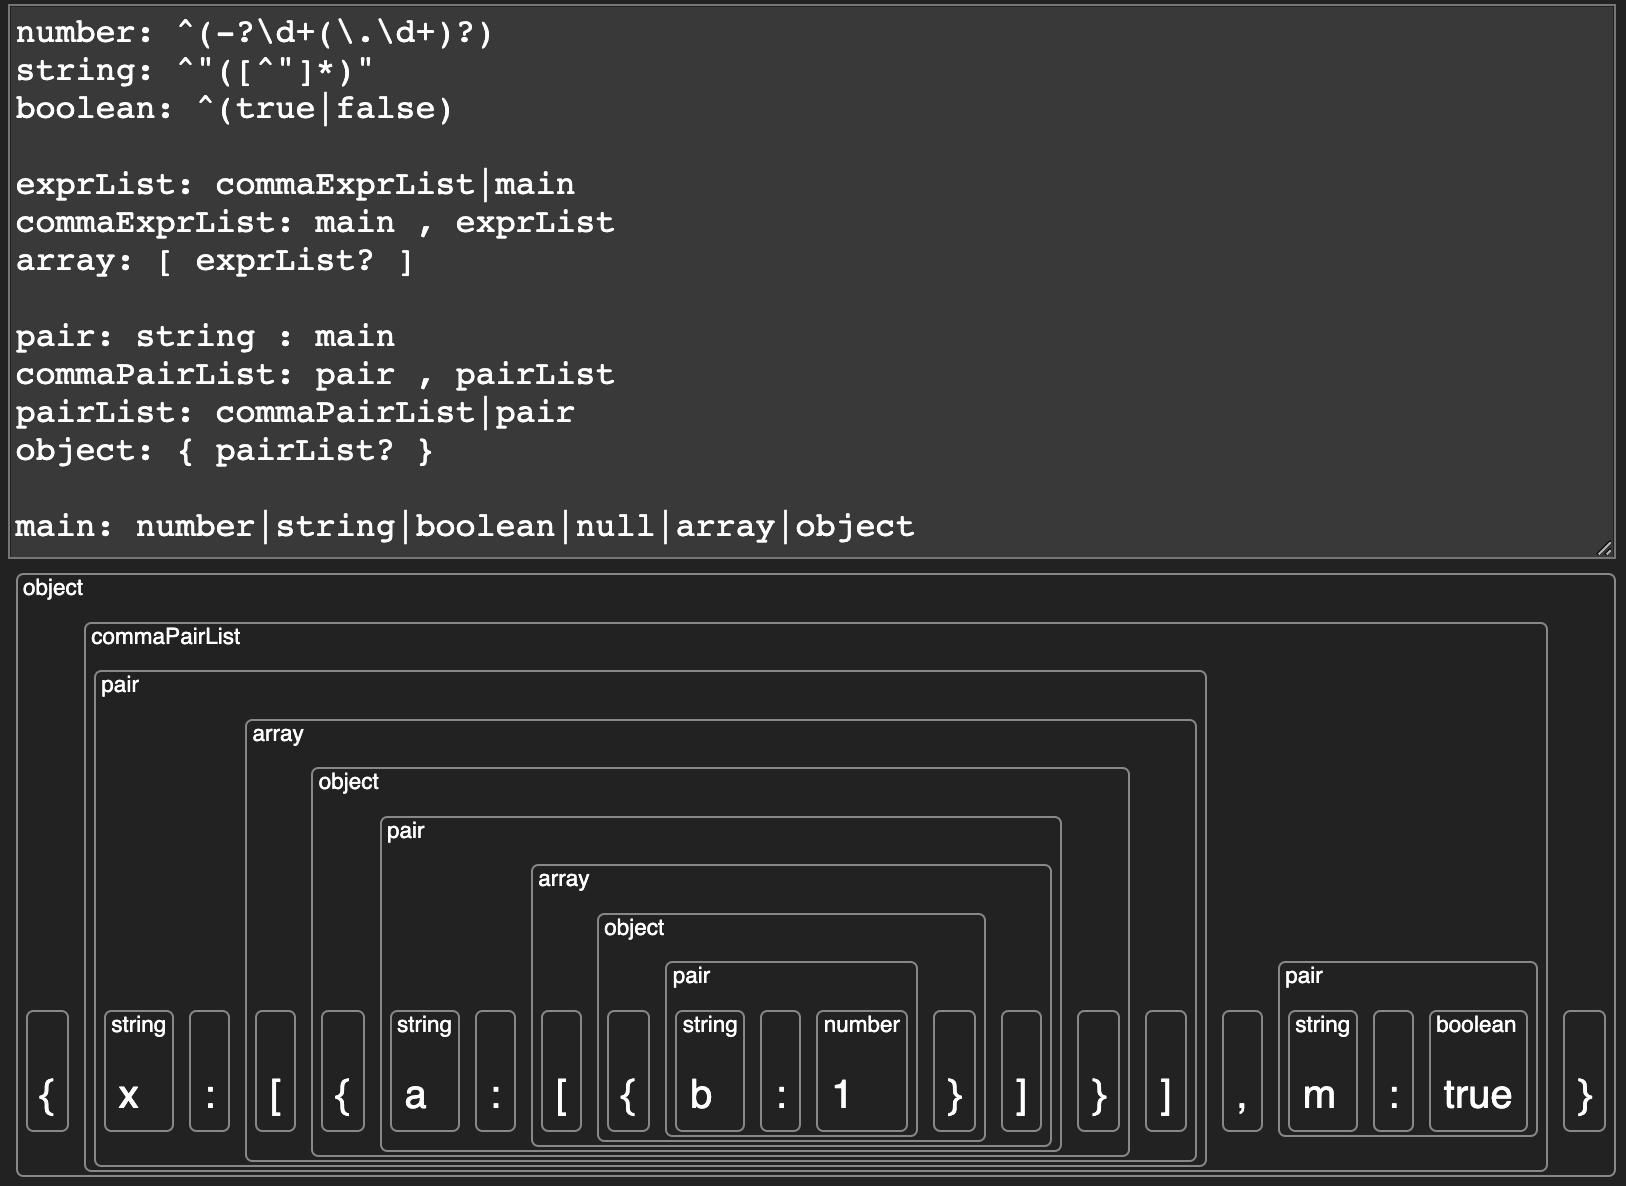 number: ^(-?\d+(\.\d+)?)
string: ^"([^"]*)"
boolean: ^(true|false)
exprList: commaExprList|main
commaExprList: main , exprList
array: [ exprList? ]
pair: string : main
commaPairList: pair , pairList
pairList: commaPairList|pair
object: { pairList? }
main: number|string|boolean|null|array|object
object
commaPairList
pair
array
object
pair
array
object
pair pair
string string string number string boolean
{ x : [ { a : [ { b : 1 } ] } ] , m : true }